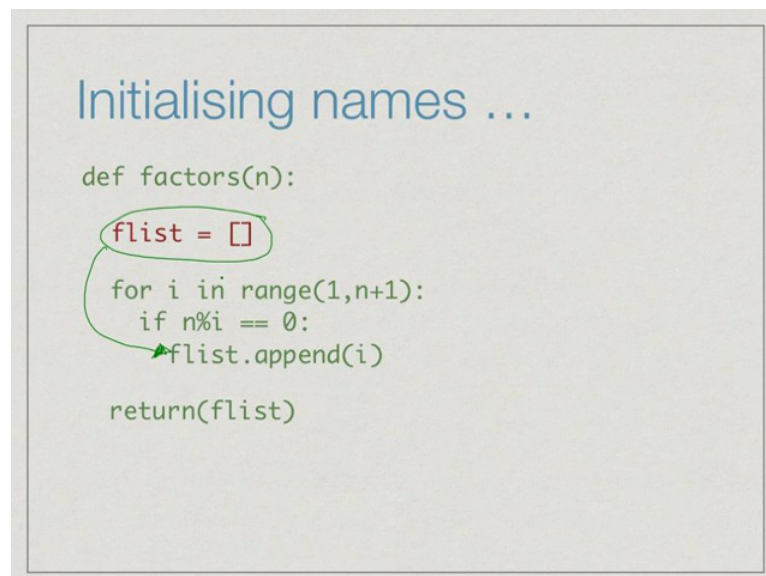 Initialising names …
def factors(n):
flist = []
for i in range(1,n+1):
if n%i == 0:
flist.append(i)
return(flist)